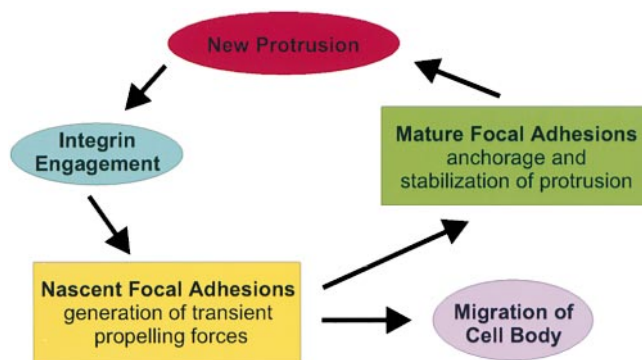 New Protrusion
Integrin
Engagement
Mature Focal Adhesions
anchorage and
stabilization of protrusion
Nascent Focal Adhesions
generation of transient
propelling forces
Migration of
Cell Body